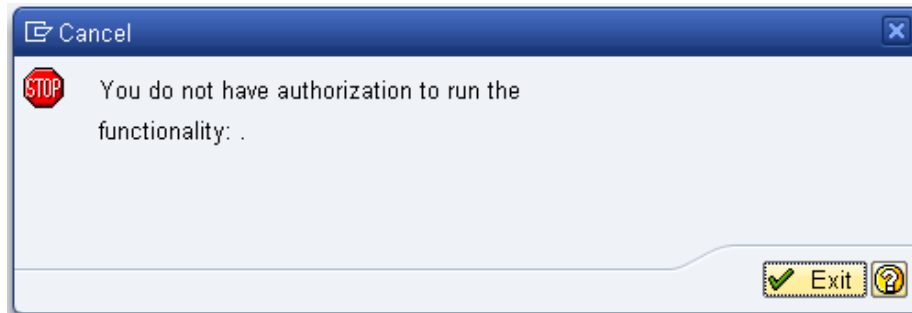 Cancel
STOP
You do not have authorization to run the
functionality: .
Exit
?